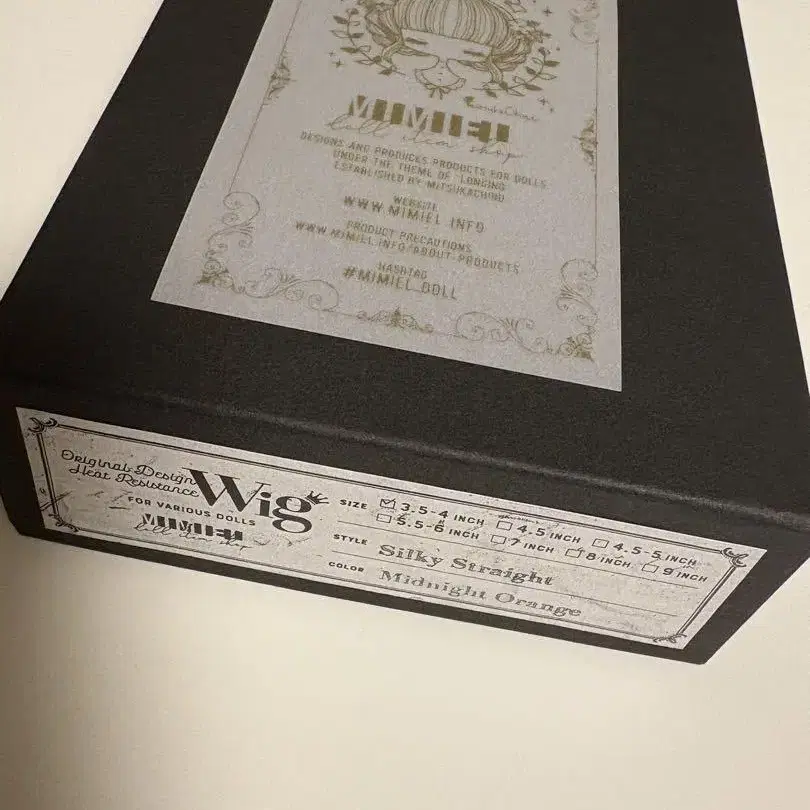 MIMIEL
doll item shop
DESIGNS AND PRODUCES PRODUCTS FOR DOLLS
UNDER THE THEME OF "LONGING"
ESTABLISHED BY MITSUKACHINO
WEBSITE
WWW.MIMIEL.INFO
PRODUCT PRECAUTIONS
WWW.MIMIEL.INFO/ABOUT-PRODUCTS
HASHTAG
#MIMIEL_DOLL
Original Design
Heat Resistance
Wig
FOR VARIOUS DOLLS
MIMIEL
doll item shop
SIZE 3.5-4 INCH 4.5 INCH 4.5-5 INCH
5.5-6 INCH 7 INCH 8 INCH 9 INCH
STYLE Silky Straight
COLOR Midnight Orange